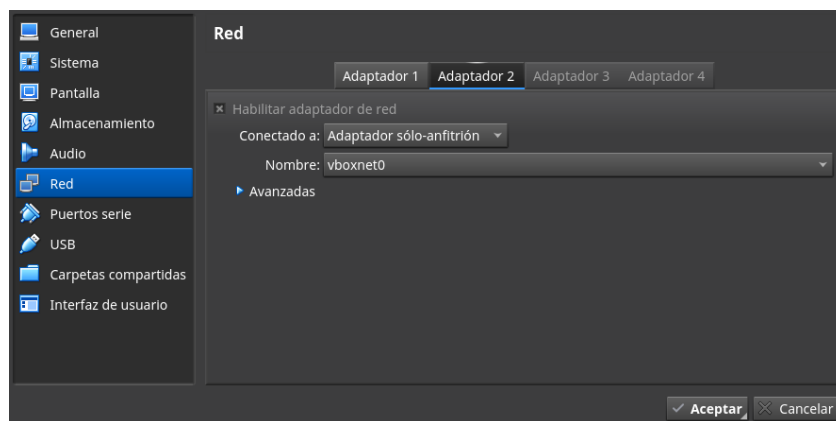 General
Sistema
Pantalla
Almacenamiento
Audio
Red
Puertos serie
USB
Carpetas compartidas
Interfaz de usuario
Red
Adaptador 1 Adaptador 2 Adaptador 3 Adaptador 4
Habilitar adaptador de red
Conectado a: Adaptador sólo-anfitrión
Nombre: vboxnet0
Avanzadas
Aceptar Cancelar